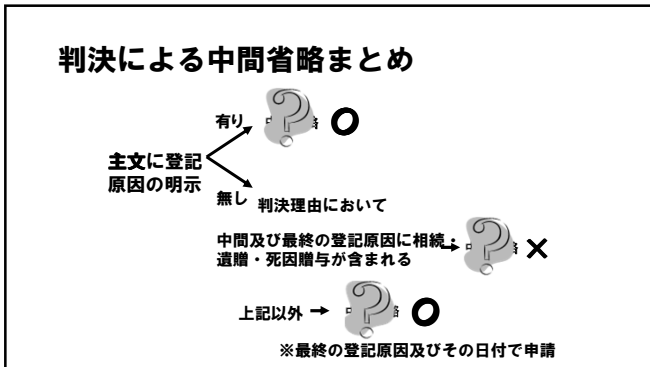 判決による中間省略まとめ
有り
○
主文に登記
原因の明示
無し 判決理由において
中間及び最終の登記原因に相続・
遺贈・死因贈与が含まれる
×
上記以外 → ○
※最終の登記原因及びその日付で申請